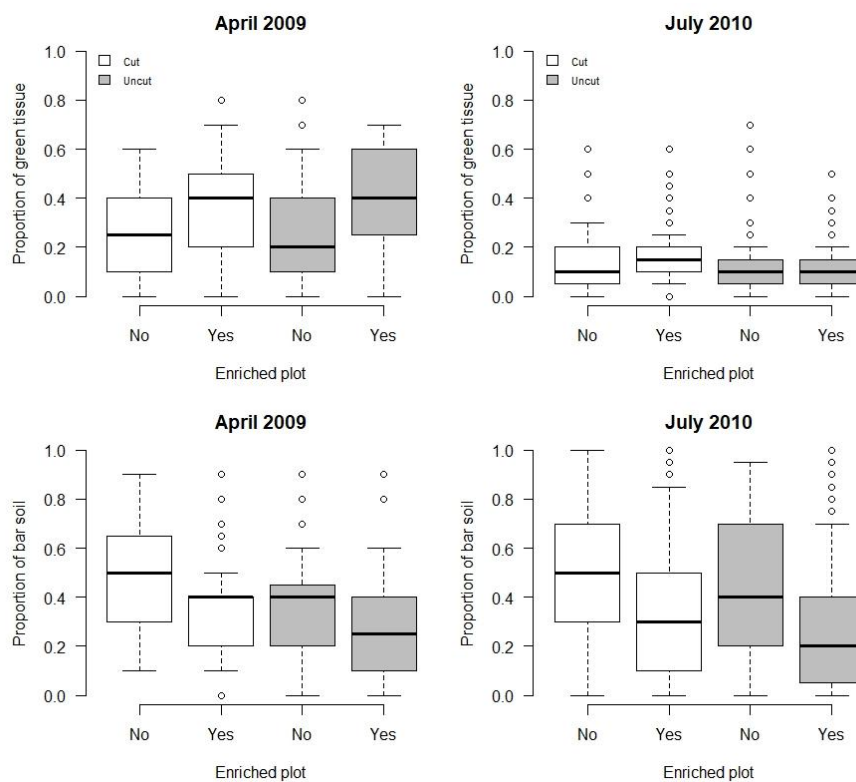 April 2009
Cut
Uncut
Proportion of green tissue
1.0
0.8
0.6
0.4
0.2
0.0
No Yes No Yes
Enriched plot
July 2010
Cut
Uncut
Proportion of green tissue
1.0
0.8
0.6
0.4
0.2
0.0
No Yes No Yes
Enriched plot
April 2009
Proportion of bar soil
1.0
0.8
0.6
0.4
0.2
0.0
No Yes No Yes
Enriched plot
July 2010
Proportion of bar soil
1.0
0.8
0.6
0.4
0.2
0.0
No Yes No Yes
Enriched plot